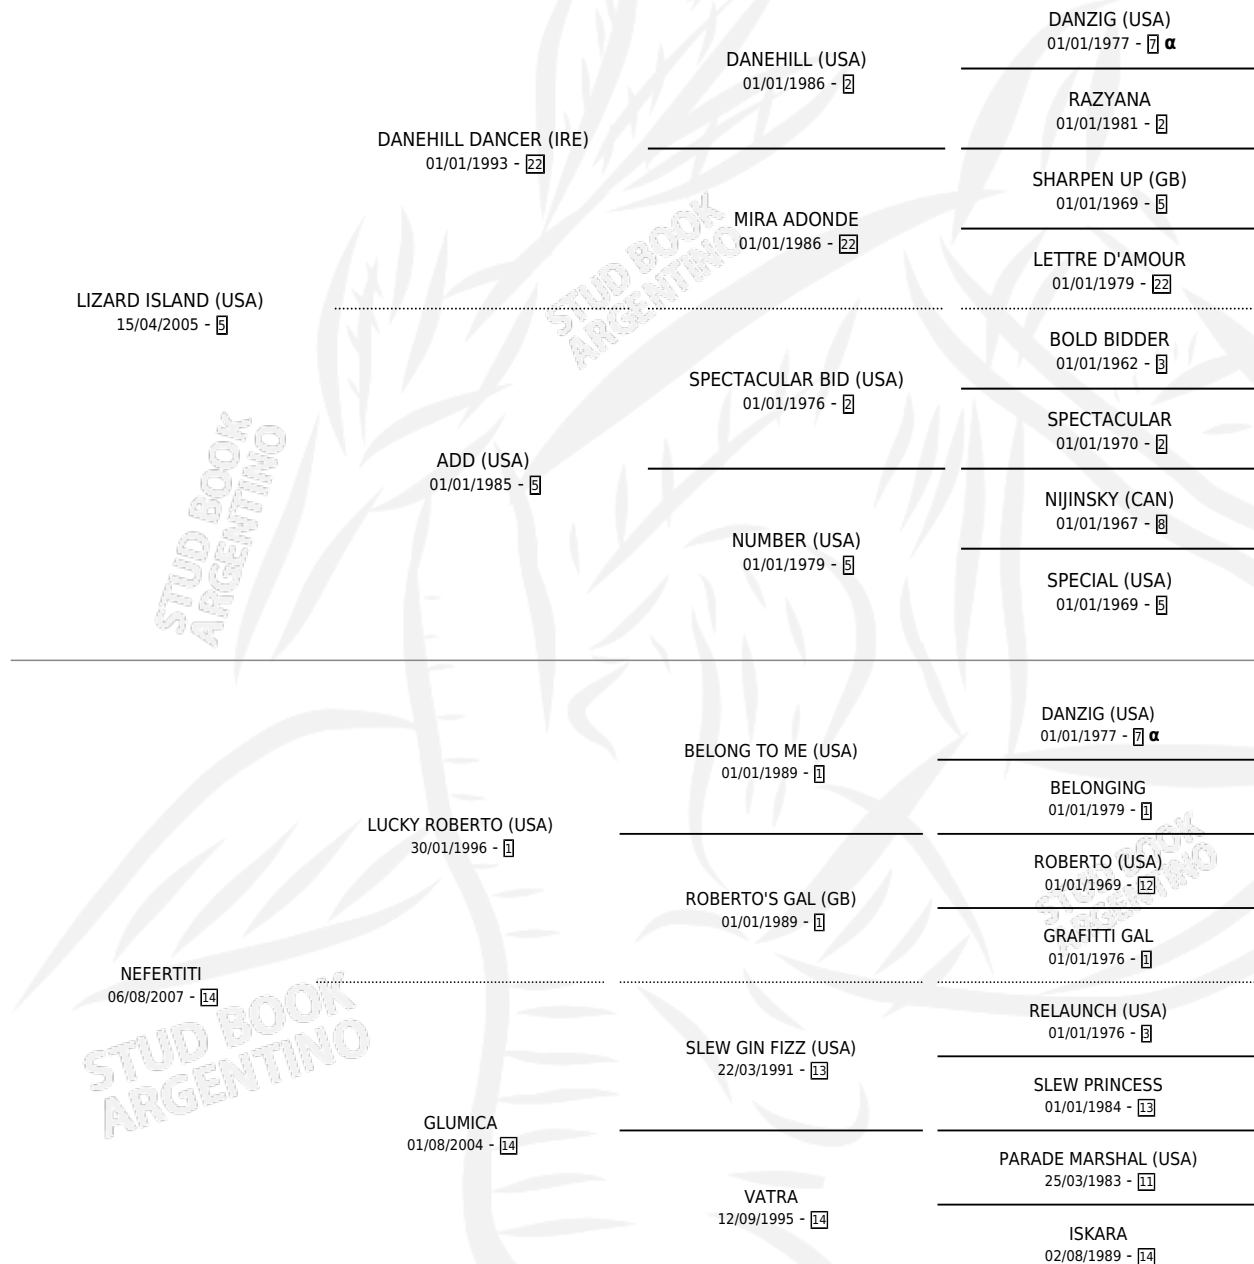 DANZIG (USA)
01/01/1977 - 7 α
DANEHILL (USA)
01/01/1986 - 2
RAZYANA
01/01/1981 - 2
DANEHILL DANCER (IRE)
01/01/1993 - 22
SHARPEN UP (GB)
01/01/1969 - 5
MIRA ADONDE
01/01/1986 - 22
LETTRE D'AMOUR
01/01/1979 - 22
LIZARD ISLAND (USA)
15/04/2005 - 5
BOLD BIDDER
01/01/1962 - 3
SPECTACULAR BID (USA)
01/01/1976 - 2
SPECTACULAR
01/01/1970 - 2
ADD (USA)
01/01/1985 - 5
NIJINSKY (CAN)
01/01/1967 - 8
NUMBER (USA)
01/01/1979 - 5
SPECIAL (USA)
01/01/1969 - 5
DANZIG (USA)
01/01/1977 - 7 α
BELONG TO ME (USA)
01/01/1989 - 1
BELONGING
01/01/1979 - 1
LUCKY ROBERTO (USA)
30/01/1996 - 1
ROBERTO (USA)
01/01/1969 - 12
ROBERTO'S GAL (GB)
01/01/1989 - 1
GRAFITTI GAL
01/01/1976 - 1
NEFERTITI
06/08/2007 - 14
RELAUNCH (USA)
01/01/1976 - 3
SLEW GIN FIZZ (USA)
22/03/1991 - 13
SLEW PRINCESS
01/01/1984 - 13
GLUMICA
01/08/2004 - 14
PARADE MARSHAL (USA)
25/03/1983 - 11
VATRA
12/09/1995 - 14
ISKARA
02/08/1989 - 14
STUD BOOK
ARGENTINO
STUD BOOK
ARGENTINO
STUD BOOK
ARGENTINO
STUD BOOK
ARGENTINO